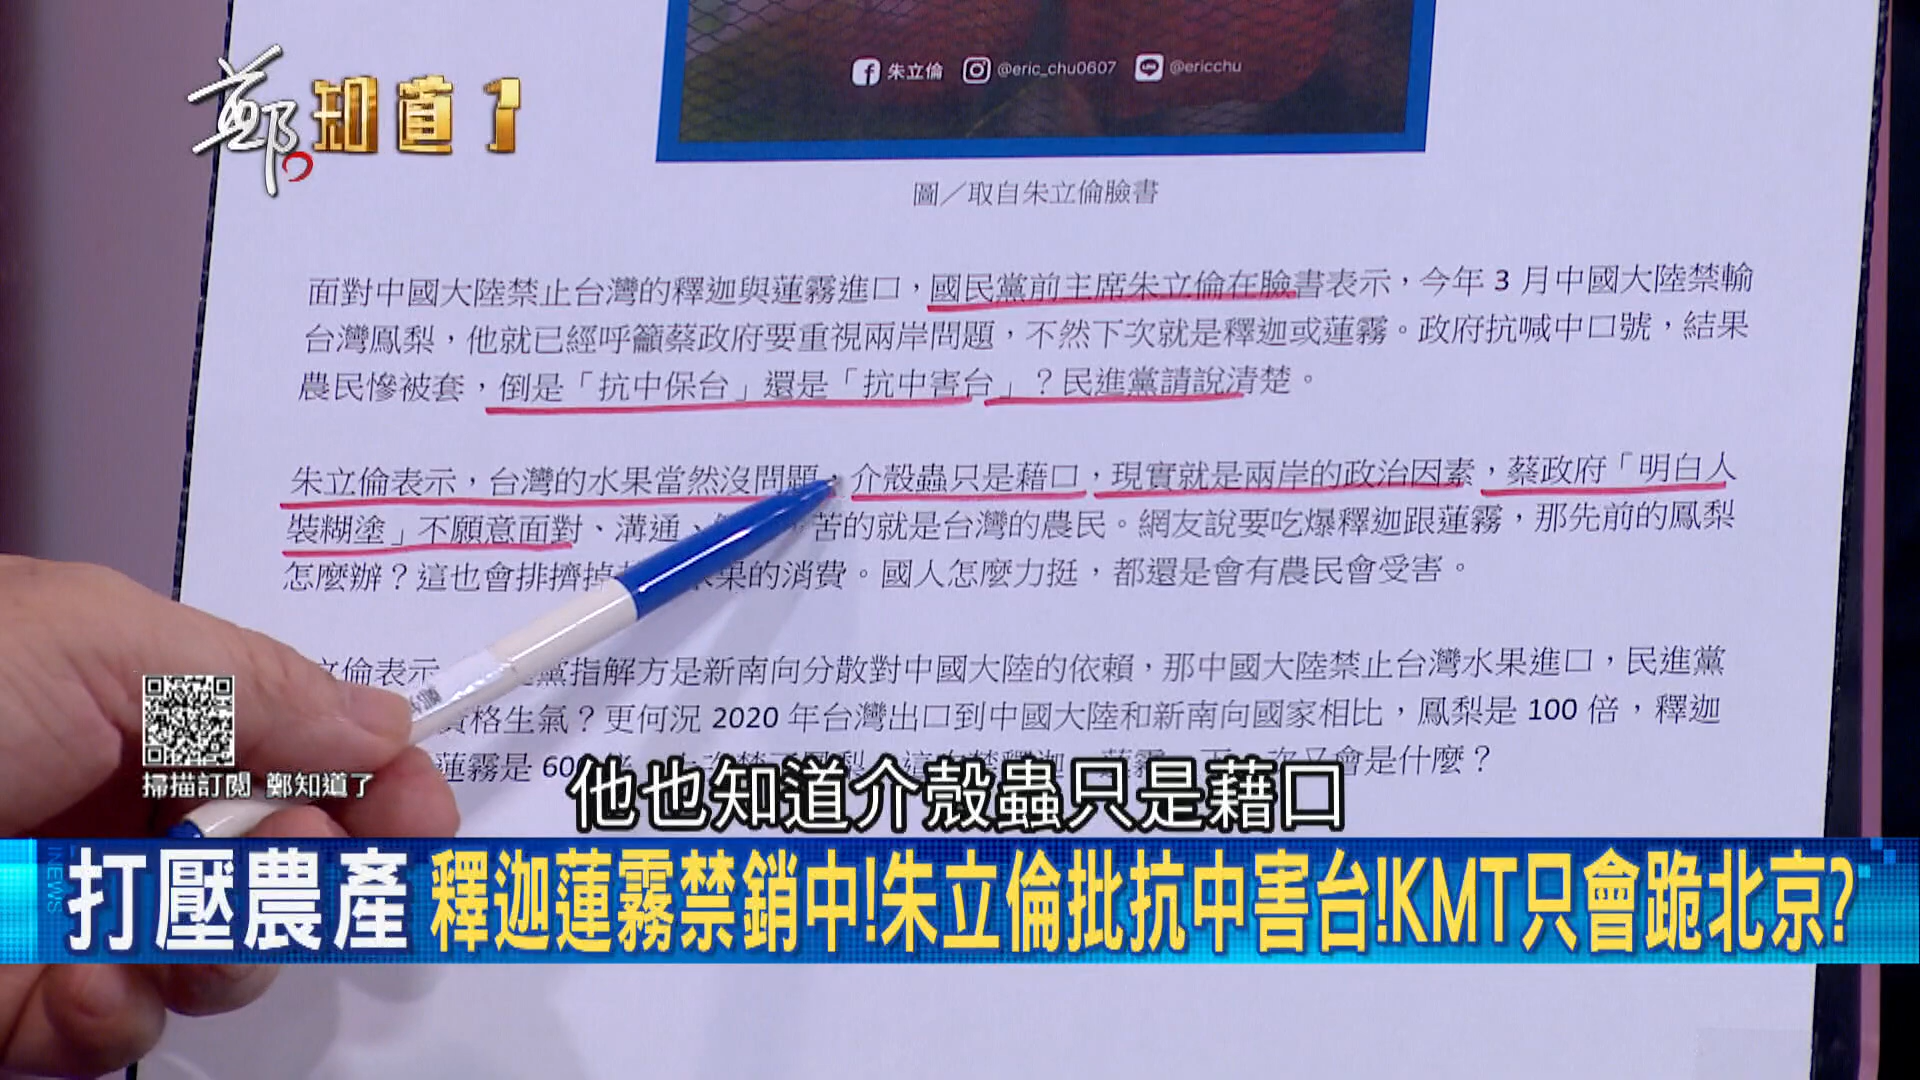 鄭知道了
朱立倫 @eric_chu0607 @ericchu
圖／取自朱立倫臉書
面對中國大陸禁止台灣的釋迦與蓮霧進口，國民黨前主席朱立倫在臉書表示，今年 3 月中國大陸禁輸
台灣鳳梨，他就已經呼籲蔡政府要重視兩岸問題，不然下次就是釋迦或蓮霧。政府抗喊中口號，結果
農民慘被套，倒是「抗中保台」還是「抗中害台」？民進黨請說清楚。
朱立倫表示，台灣的水果當然沒問題，介殼蟲只是藉口，現實就是兩岸的政治因素，蔡政府「明白人
裝糊塗」不願意面對、溝通、苦的就是台灣的農民。網友說要吃爆釋迦跟蓮霧，那先前的鳳梨
怎麼辦？這也會排擠掉果的消費。國人怎麼力挺，都還是會有農民會受害。
立倫表示黨指解方是新南向分散對中國大陸的依賴，那中國大陸禁止台灣水果進口，民進黨
資格生氣？更何況 2020 年台灣出口到中國大陸和新南向國家相比，鳳梨是 100 倍，釋迦
蓮霧是 60會是什麼？
掃描訂閱 鄭知道了
他也知道介殼蟲只是藉口
NEWS
打壓農產 釋迦蓮霧禁銷中!朱立倫批抗中害台!KMT只會跪北京?